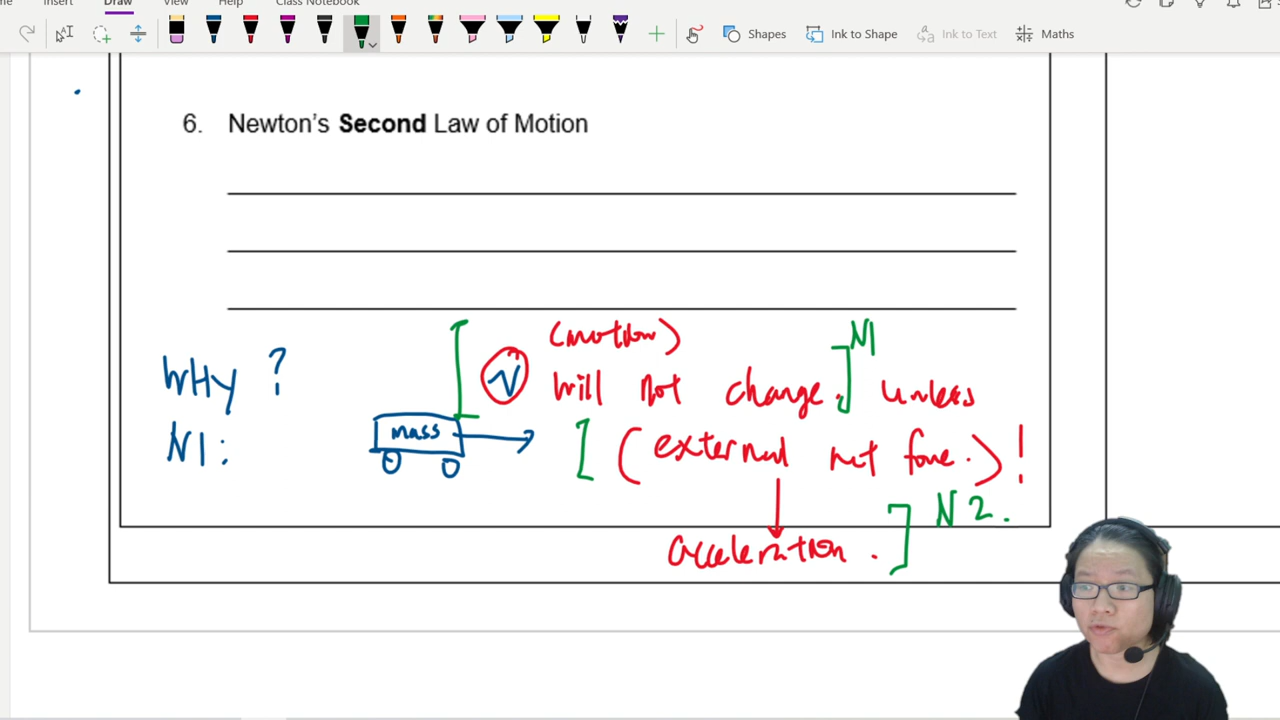 Insert Draw View Help Class Notebook
Shapes Ink to Shape Ink to Text Maths
6. Newton's Second Law of Motion
WHY ?
N1:
mass
(motion) N1
V will not change. unless
(external net force.) !
N2.
acceleration.